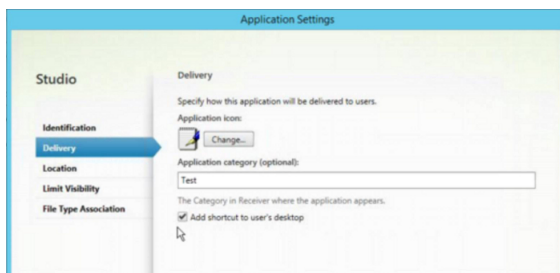 Application Settings
Studio
Identification
Delivery
Location
Limit Visibility
File Type Association
Delivery
Specify how this application will be delivered to users.
Application icon:
Change...
Application category (optional):
Test
The Category in Receiver where the application appears.
Add shortcut to user's desktop